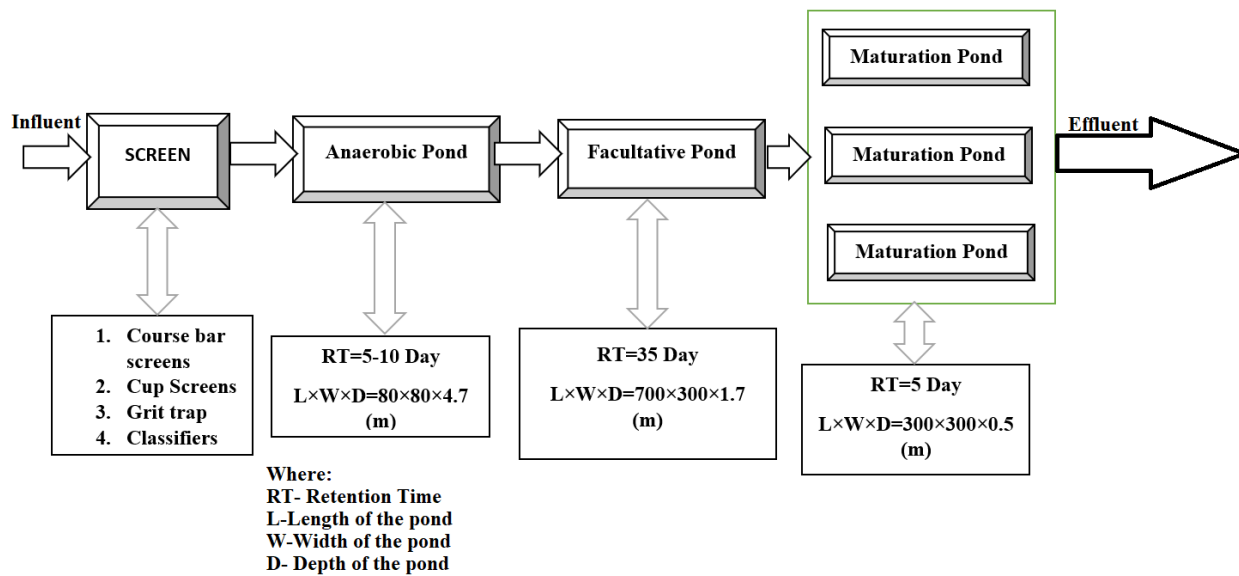 Influent
SCREEN
Anaerobic Pond
Facultative Pond
Maturation Pond
Maturation Pond
Maturation Pond
Effluent
1. Course bar
screens
2. Cup Screens
3. Grit trap
4. Classifiers
RT=5-10 Day
L×W×D=80×80×4.7
(m)
RT=35 Day
L×W×D=700×300×1.7
(m)
RT=5 Day
L×W×D=300×300×0.5
(m)
Where:
RT- Retention Time
L-Length of the pond
W-Width of the pond
D- Depth of the pond